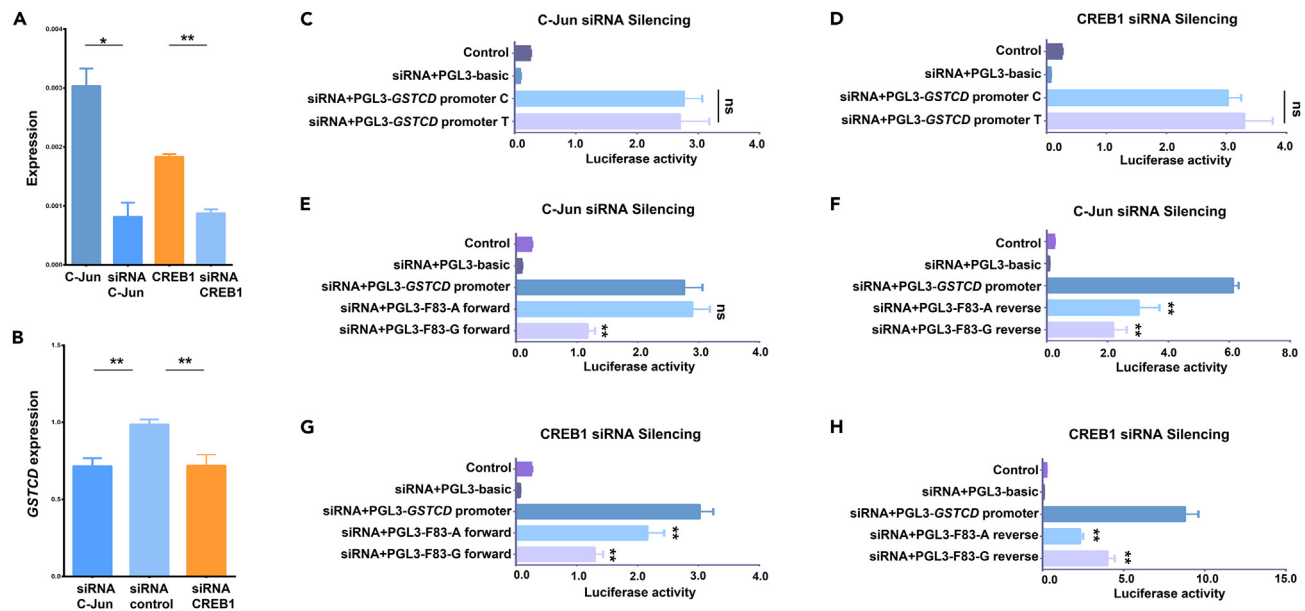 A
Expression
0.003
0.002
0.001
0.000
*
**
C-Jun
siRNA
C-Jun
CREB1
siRNA
CREB1
B
GSTCD expression
1.5
1.0
0.5
0.0
**
**
siRNA
C-Jun
siRNA
control
siRNA
CREB1
C
C-Jun siRNA Silencing
Control
siRNA+PGL3-basic
siRNA+PGL3-GSTCD promoter C
siRNA+PGL3-GSTCD promoter T
ns
0.0 1.0 2.0 3.0 4.0
Luciferase activity
D
CREB1 siRNA Silencing
Control
siRNA+PGL3-basic
siRNA+PGL3-GSTCD promoter C
siRNA+PGL3-GSTCD promoter T
ns
0.0 1.0 2.0 3.0 4.0
Luciferase activity
E
C-Jun siRNA Silencing
Control
siRNA+PGL3-basic
siRNA+PGL3-GSTCD promoter
siRNA+PGL3-F83-A forward
ns
siRNA+PGL3-F83-G forward
**
0.0 1.0 2.0 3.0 4.0
Luciferase activity
F
C-Jun siRNA Silencing
Control
siRNA+PGL3-basic
siRNA+PGL3-GSTCD promoter
siRNA+PGL3-F83-A reverse
**
siRNA+PGL3-F83-G reverse
**
0.0 2.0 4.0 6.0 8.0
Luciferase activity
G
CREB1 siRNA Silencing
Control
siRNA+PGL3-basic
siRNA+PGL3-GSTCD promoter
siRNA+PGL3-F83-A forward
**
siRNA+PGL3-F83-G forward
**
0.0 1.0 2.0 3.0 4.0
Luciferase activity
H
CREB1 siRNA Silencing
Control
siRNA+PGL3-basic
siRNA+PGL3-GSTCD promoter
siRNA+PGL3-F83-A reverse
**
siRNA+PGL3-F83-G reverse
**
0.0 5.0 10.0 15.0
Luciferase activity